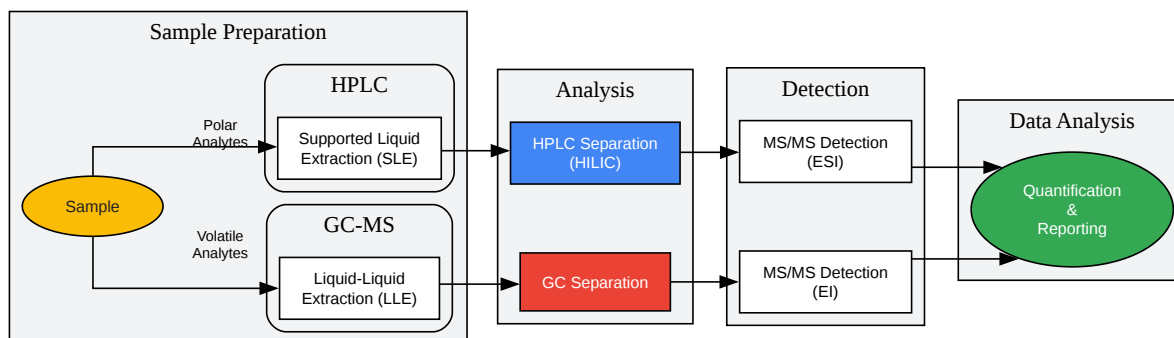 Sample Preparation
HPLC
Polar
Analytes
Supported Liquid
Extraction (SLE)
Sample
Volatile
Analytes
GC-MS
Liquid-Liquid
Extraction (LLE)
Analysis
HPLC Separation
(HILIC)
GC Separation
Detection
MS/MS Detection
(ESI)
MS/MS Detection
(EI)
Data Analysis
Quantification
&
Reporting